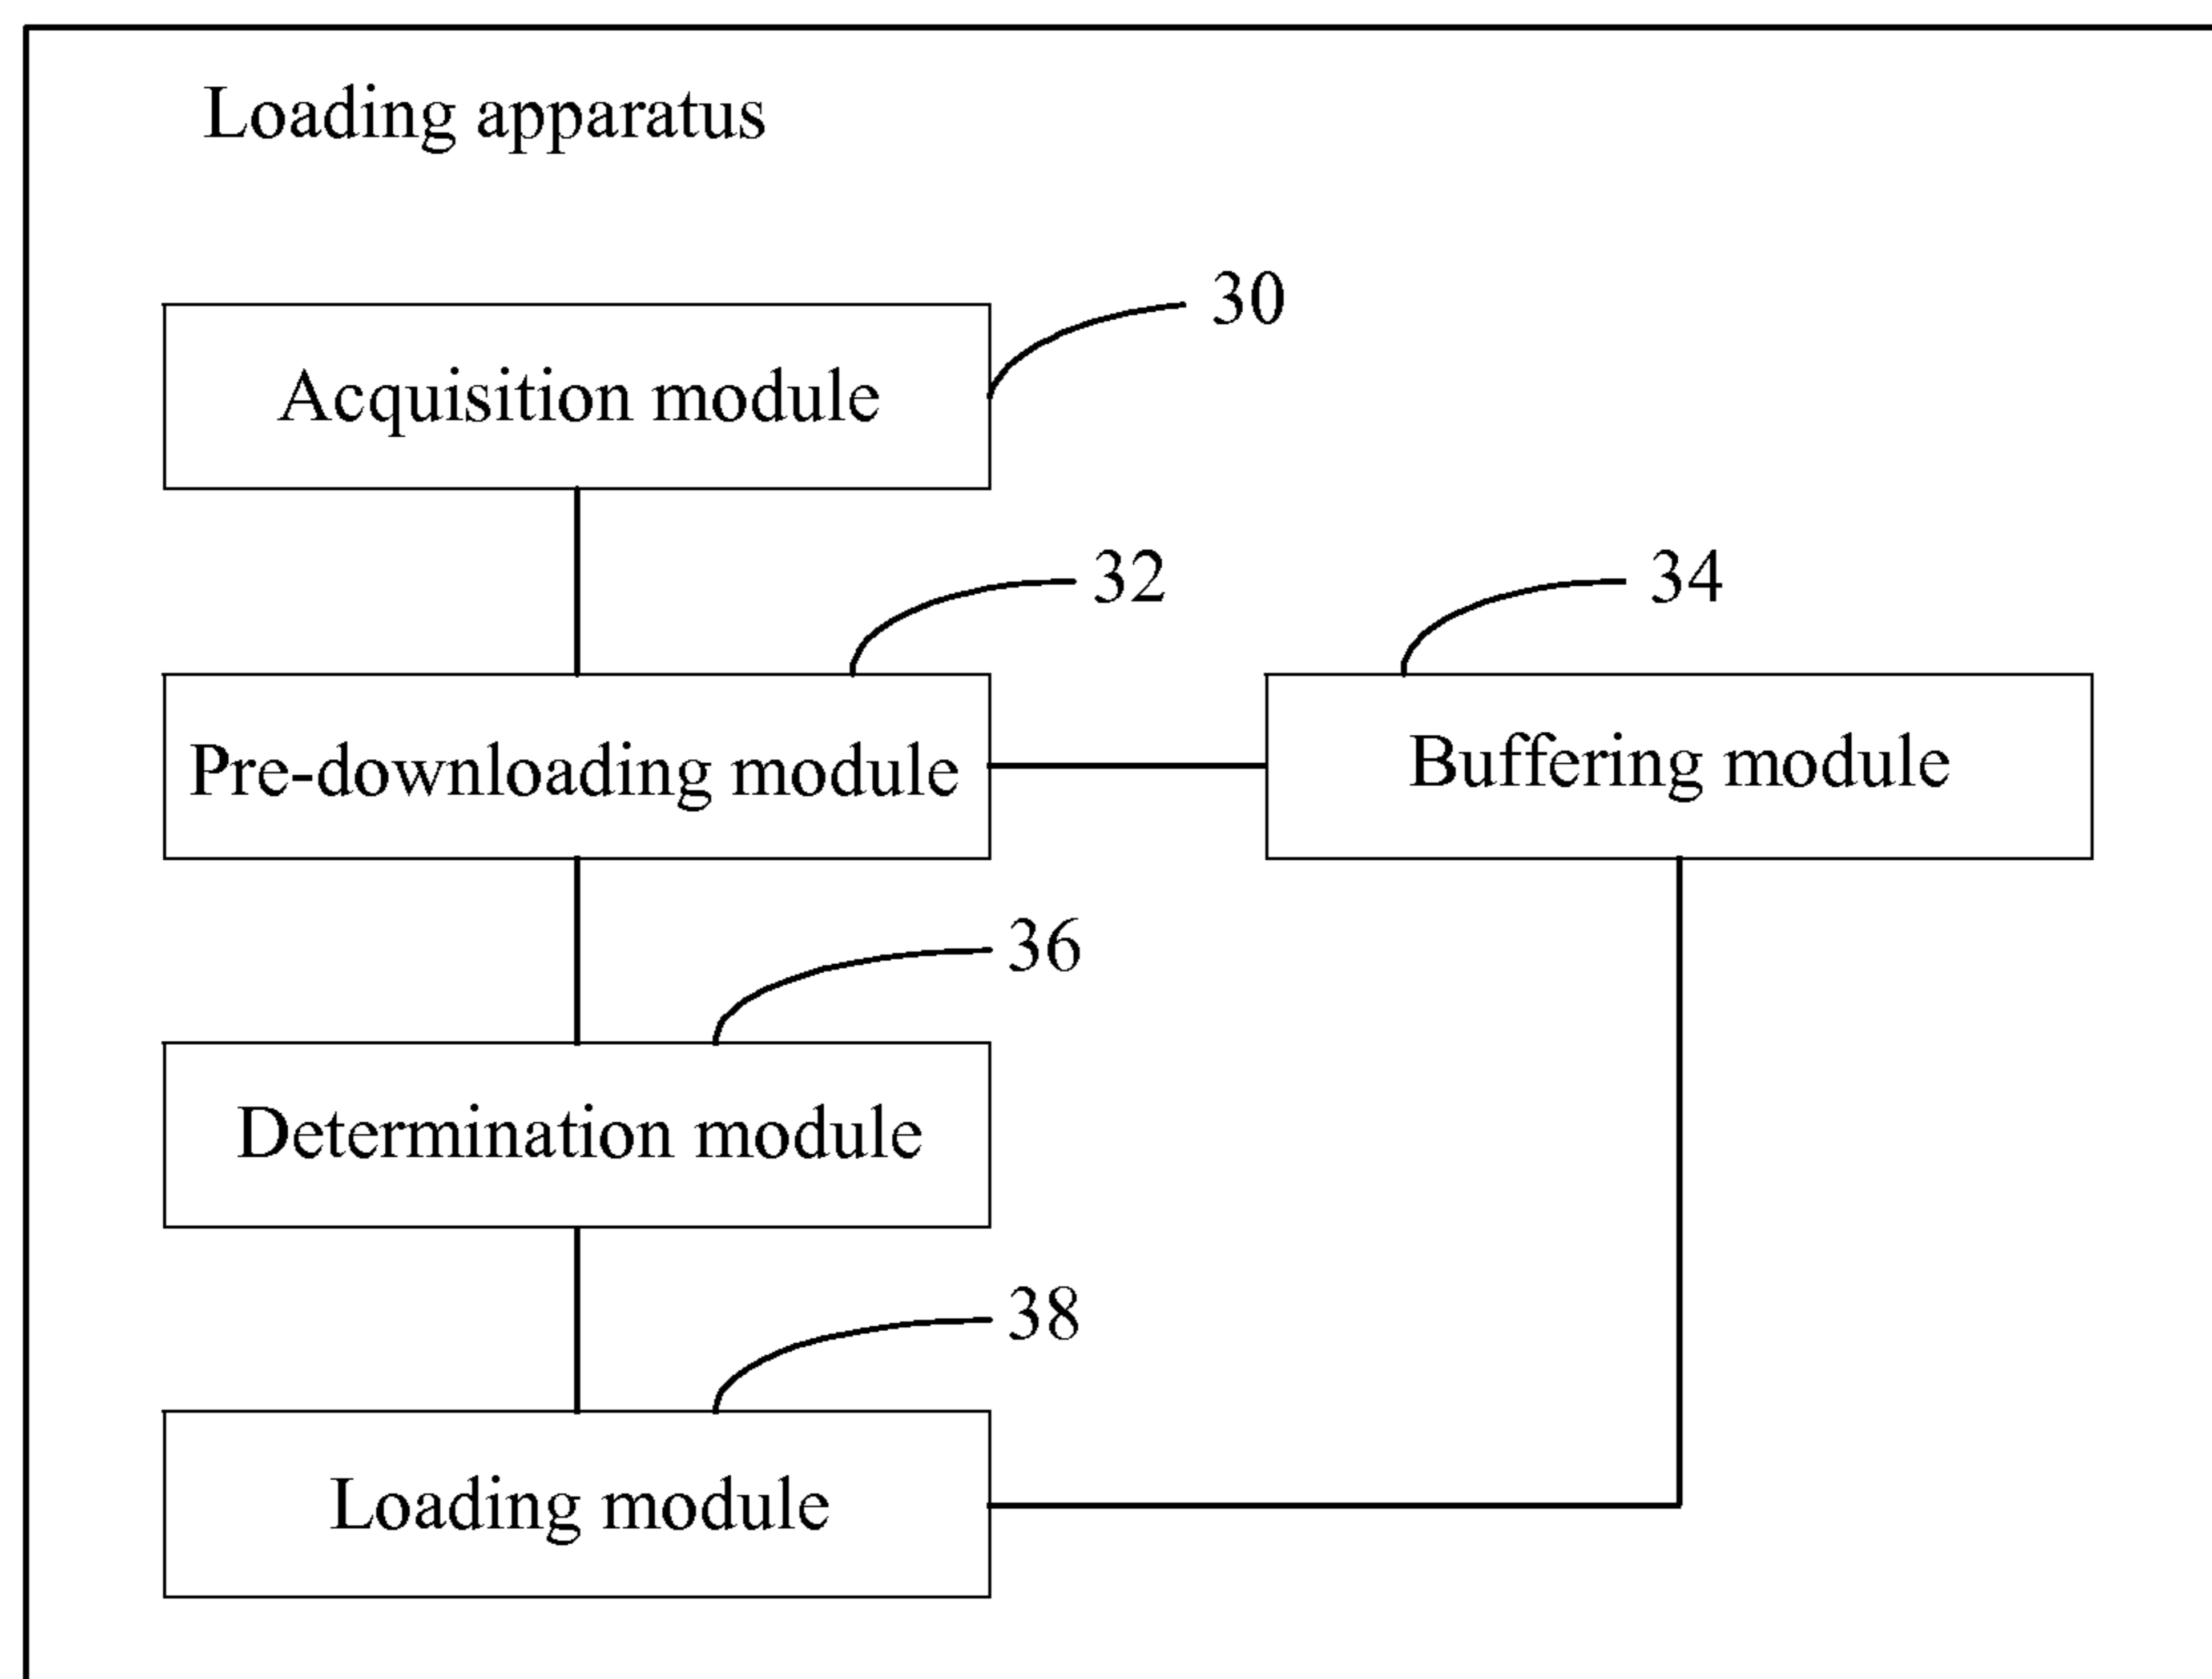 Loading apparatus
30
Acquisition module
32
34
Pre-downloading module
Buffering module
36
Determination module
38
Loading module